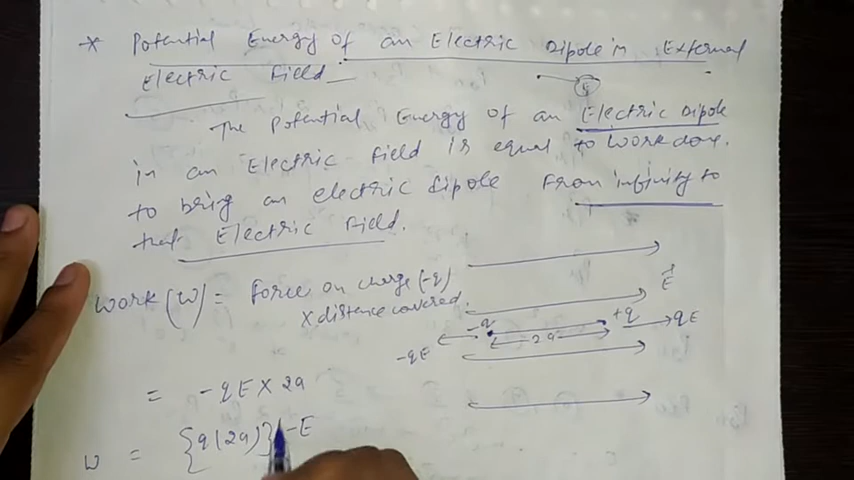 * Potential Energy of an Electric Dipole in External
Electric Field
q
The Potential Energy of an Electric Dipole
in an Electric field is equal to work done.
to bring an electric dipole from infinity to
that Electric Field.
Work (W) = Force on charge (-q)
x distance covered.
E
-q +q
-qE 2a qE
= -qE x 2a
W = {q(2a)} -E